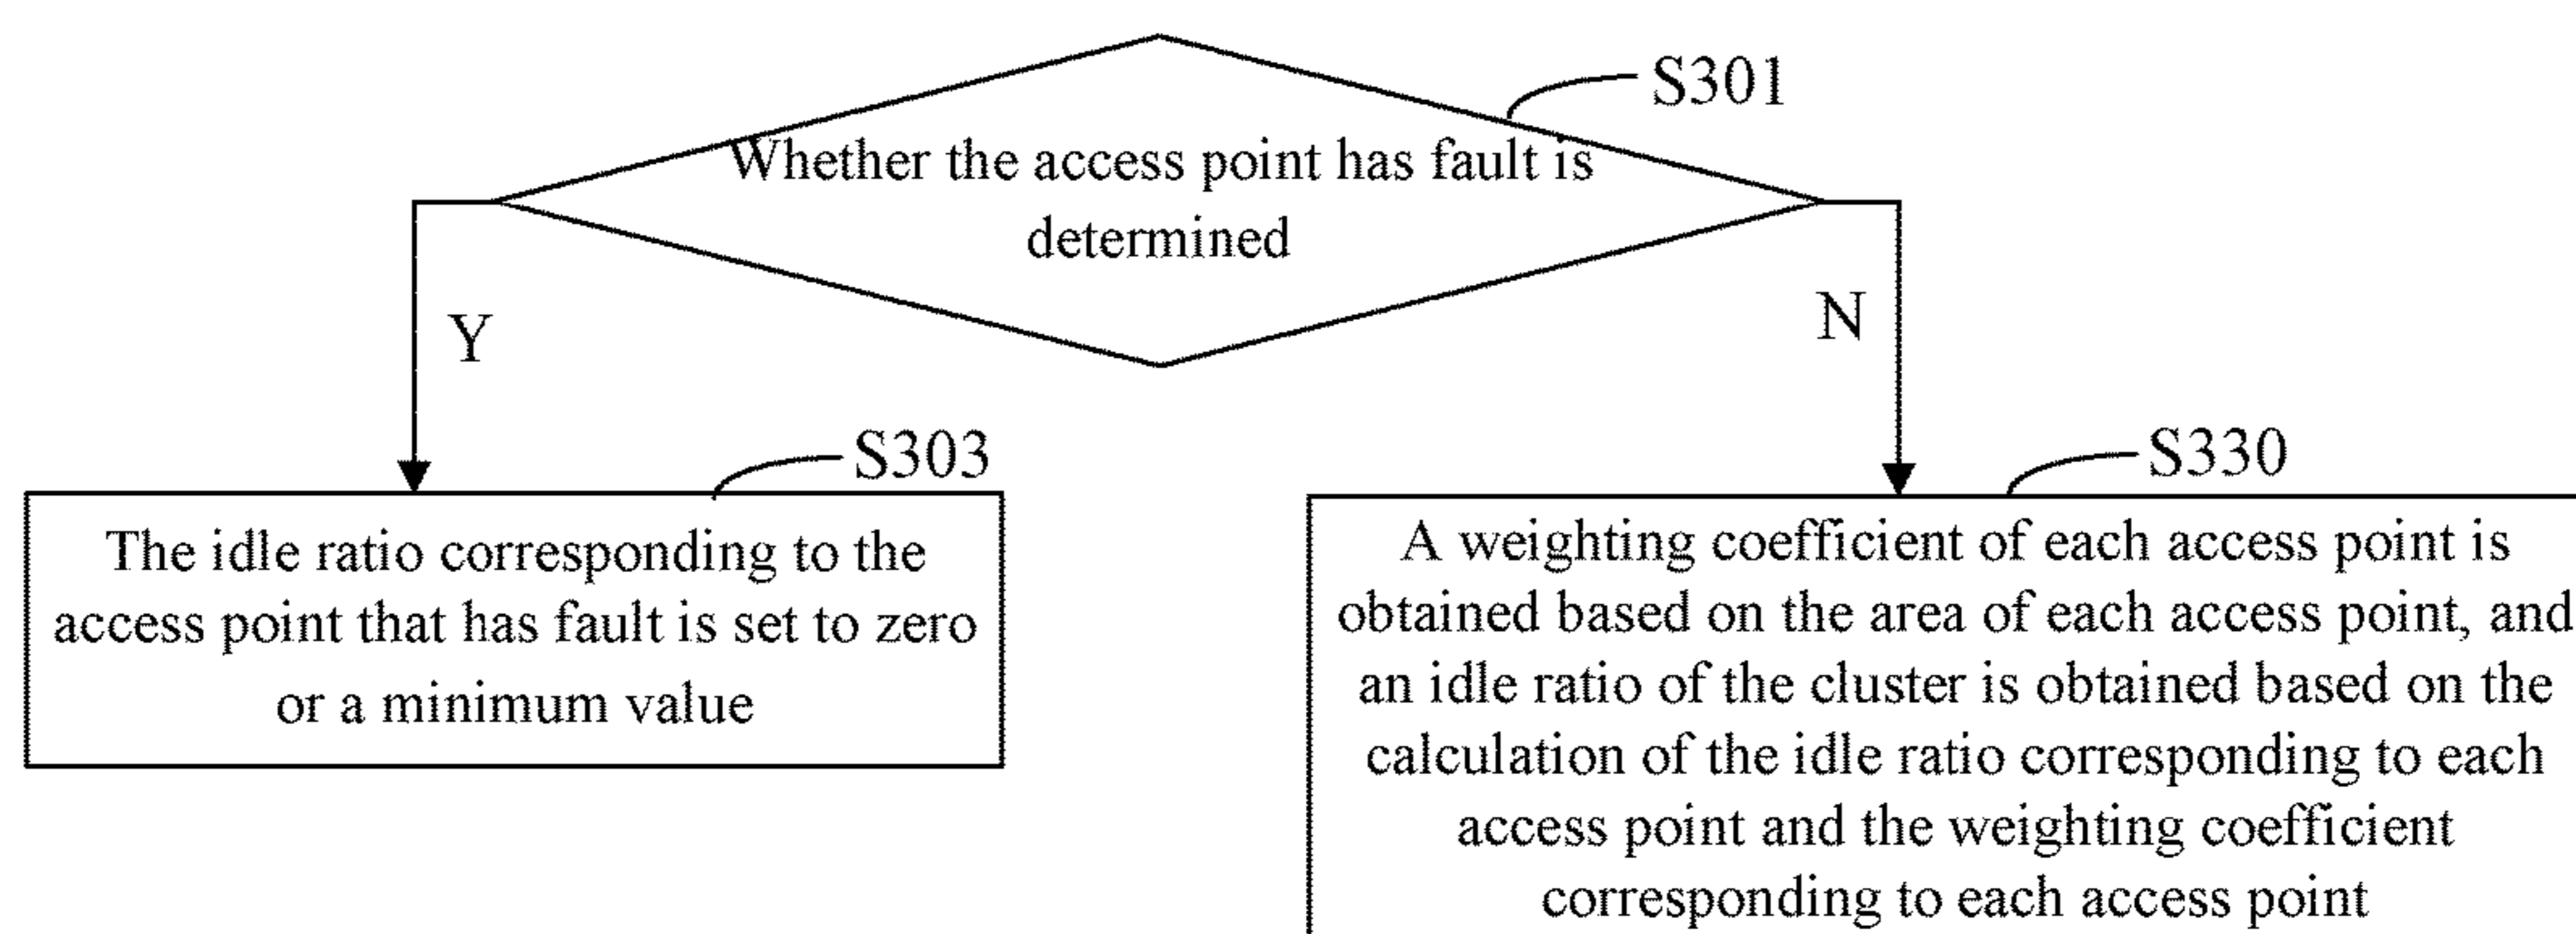 S301
Whether the access point has fault is
determined
Y
N
S303
The idle ratio corresponding to the
access point that has fault is set to zero
or a minimum value
S330
A weighting coefficient of each access point is
obtained based on the area of each access point, and
an idle ratio of the cluster is obtained based on the
calculation of the idle ratio corresponding to each
access point and the weighting coefficient
corresponding to each access point